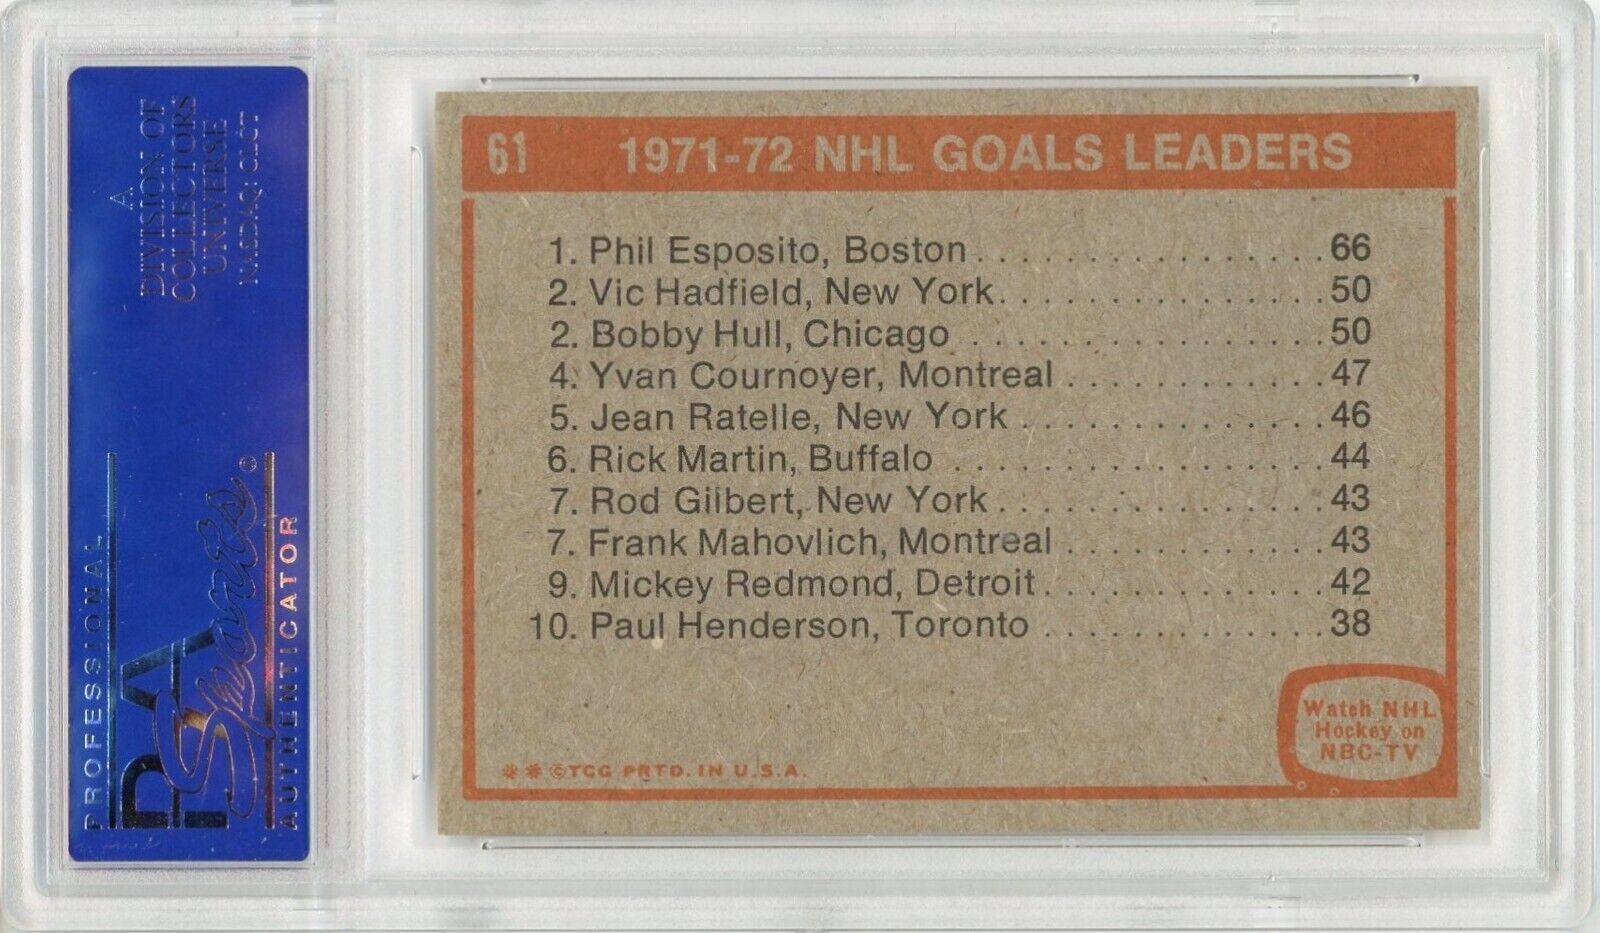 A
DIVISION OF
COLLECTORS
UNIVERSE
NASDAQ: CLCT
PROFESSIONAL
PSA
Sports®
AUTHENTICATOR
61 1971-72 NHL GOALS LEADERS
1. Phil Esposito, Boston . . . . . . . . . . . . . . . . . 66
2. Vic Hadfield, New York. . . . . . . . . . . . . . . . 50
2. Bobby Hull, Chicago . . . . . . . . . . . . . . . . . 50
4. Yvan Cournoyer, Montreal . . . . . . . . . . . . . 47
5. Jean Ratelle, New York . . . . . . . . . . . . . . . 46
6. Rick Martin, Buffalo . . . . . . . . . . . . . . . . . . 44
7. Rod Gilbert, New York . . . . . . . . . . . . . . . . 43
7. Frank Mahovlich, Montreal . . . . . . . . . . . . . 43
9. Mickey Redmond, Detroit. . . . . . . . . . . . . . 42
10. Paul Henderson, Toronto . . . . . . . . . . . . . . 38
Watch NHL
Hockey on
NBC-TV
✱ ✱ ©TCG PRTD. IN U.S.A.